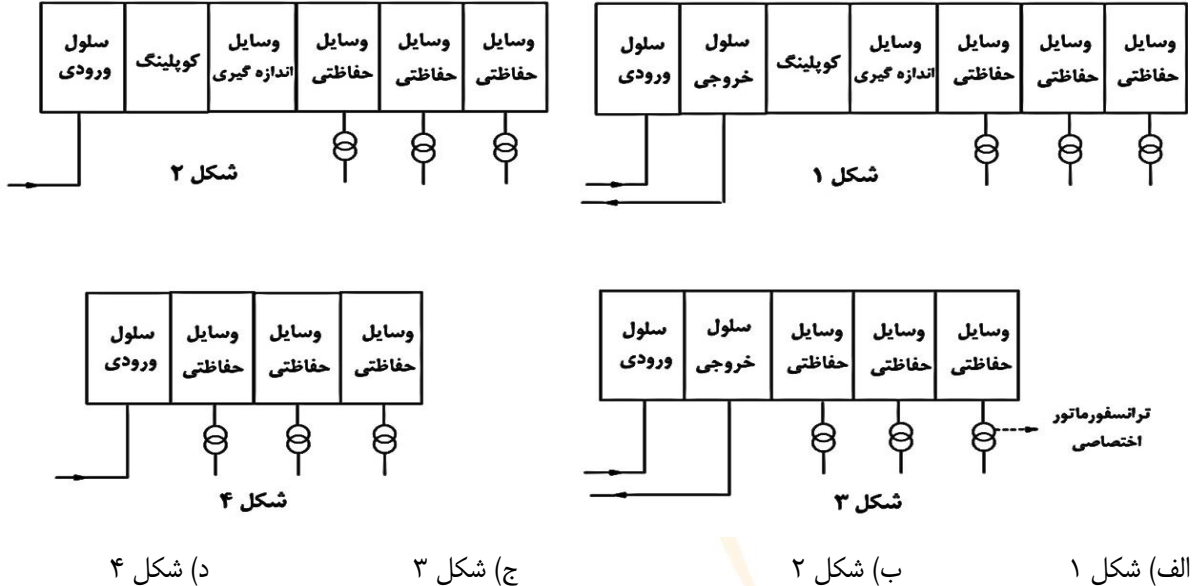 سلول ورودی
سلول خروجی
کوپلینگ
وسایل اندازه گیری
وسایل حفاظتی
وسایل حفاظتی
وسایل حفاظتی
شکل ۱
سلول ورودی
کوپلینگ
وسایل اندازه گیری
وسایل حفاظتی
وسایل حفاظتی
وسایل حفاظتی
شکل ۲
سلول ورودی
سلول خروجی
وسایل حفاظتی
وسایل حفاظتی
وسایل حفاظتی
ترانسفورماتور
اختصاصی
شکل ۳
سلول ورودی
وسایل حفاظتی
وسایل حفاظتی
وسایل حفاظتی
شکل ۴
الف) شکل ۱ ب) شکل ۲ ج) شکل ۳ د) شکل ۴